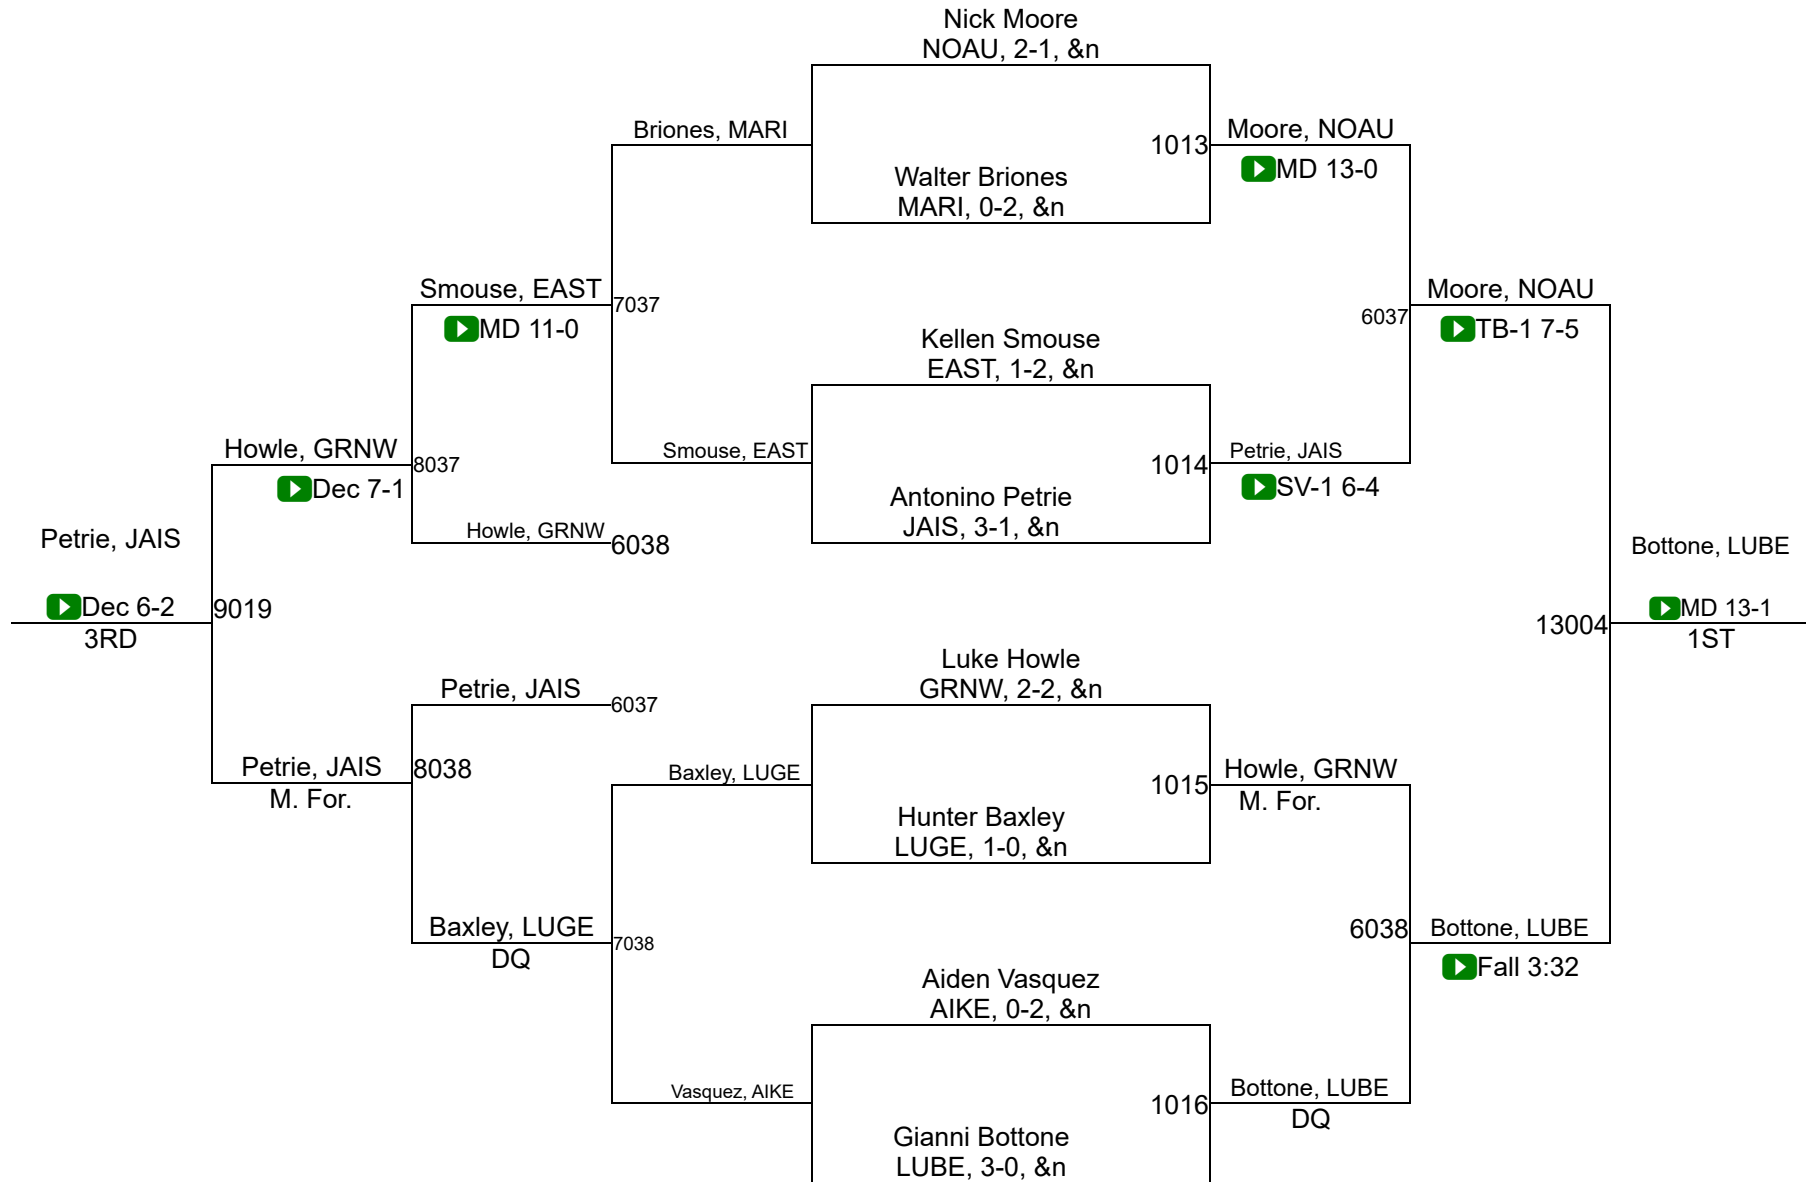 Nick Moore
NOAU, 2-1, &n
Briones, MARI
1013
Moore, NOAU
MD 13-0
Walter Briones
MARI, 0-2, &n
Smouse, EAST
7037
MD 11-0
6037
Moore, NOAU
TB-1 7-5
Kellen Smouse
EAST, 1-2, &n
Howle, GRNW
8037
Dec 7-1
Smouse, EAST
1014
Petrie, JAIS
SV-1 6-4
Antonino Petrie
JAIS, 3-1, &n
Howle, GRNW
6038
Petrie, JAIS
Dec 6-2
3RD
9019
Bottone, LUBE
13004
MD 13-1
1ST
Luke Howle
GRNW, 2-2, &n
Petrie, JAIS
6037
Petrie, JAIS
M. For.
8038
Baxley, LUGE
1015
Howle, GRNW
M. For.
Hunter Baxley
LUGE, 1-0, &n
Baxley, LUGE
DQ
7038
6038
Bottone, LUBE
Fall 3:32
Aiden Vasquez
AIKE, 0-2, &n
Vasquez, AIKE
1016
Bottone, LUBE
DQ
Gianni Bottone
LUBE, 3-0, &n